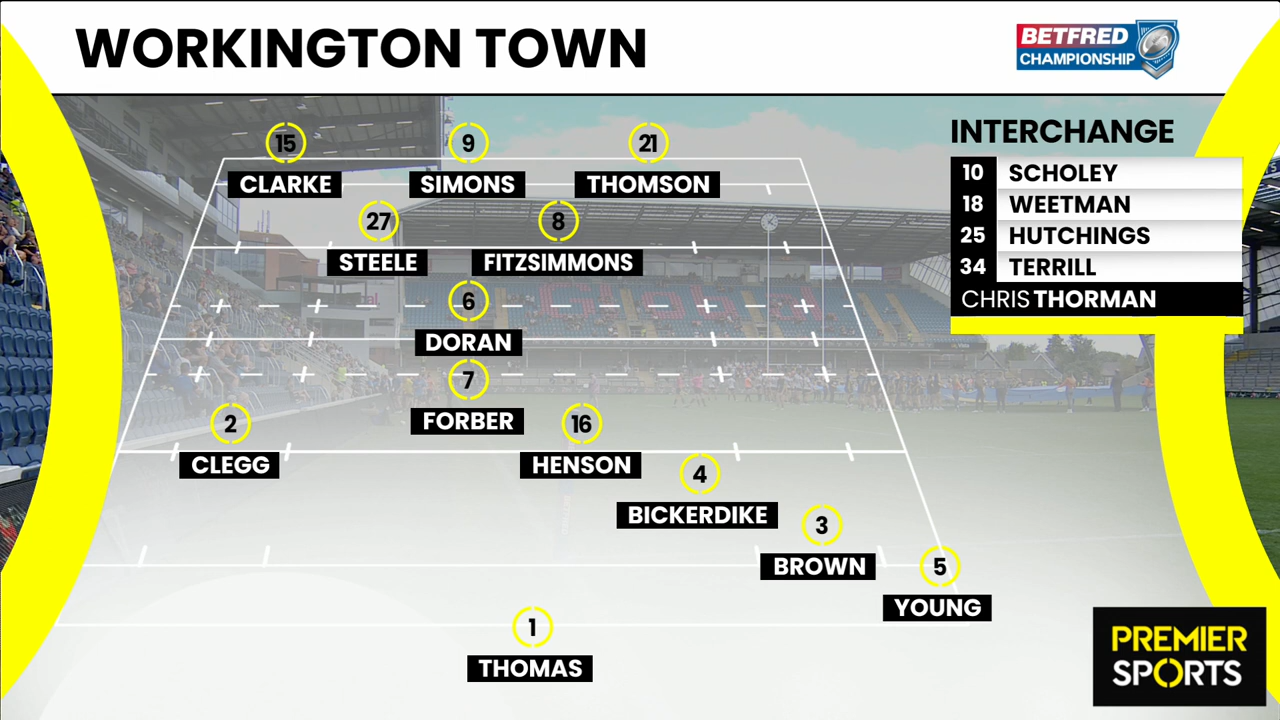 WORKINGTON TOWN
BETFRED
CHAMPIONSHIP
15 9 21
CLARKE SIMONS THOMSON
27 8
STEELE FITZSIMMONS
6
DORAN
7
FORBER
2 16
CLEGG HENSON
4
BICKERDIKE
3
BROWN
5
YOUNG
1
THOMAS
INTERCHANGE
10 SCHOLEY
18 WEETMAN
25 HUTCHINGS
34 TERRILL
CHRIS THORMAN
PREMIER
SPORTS